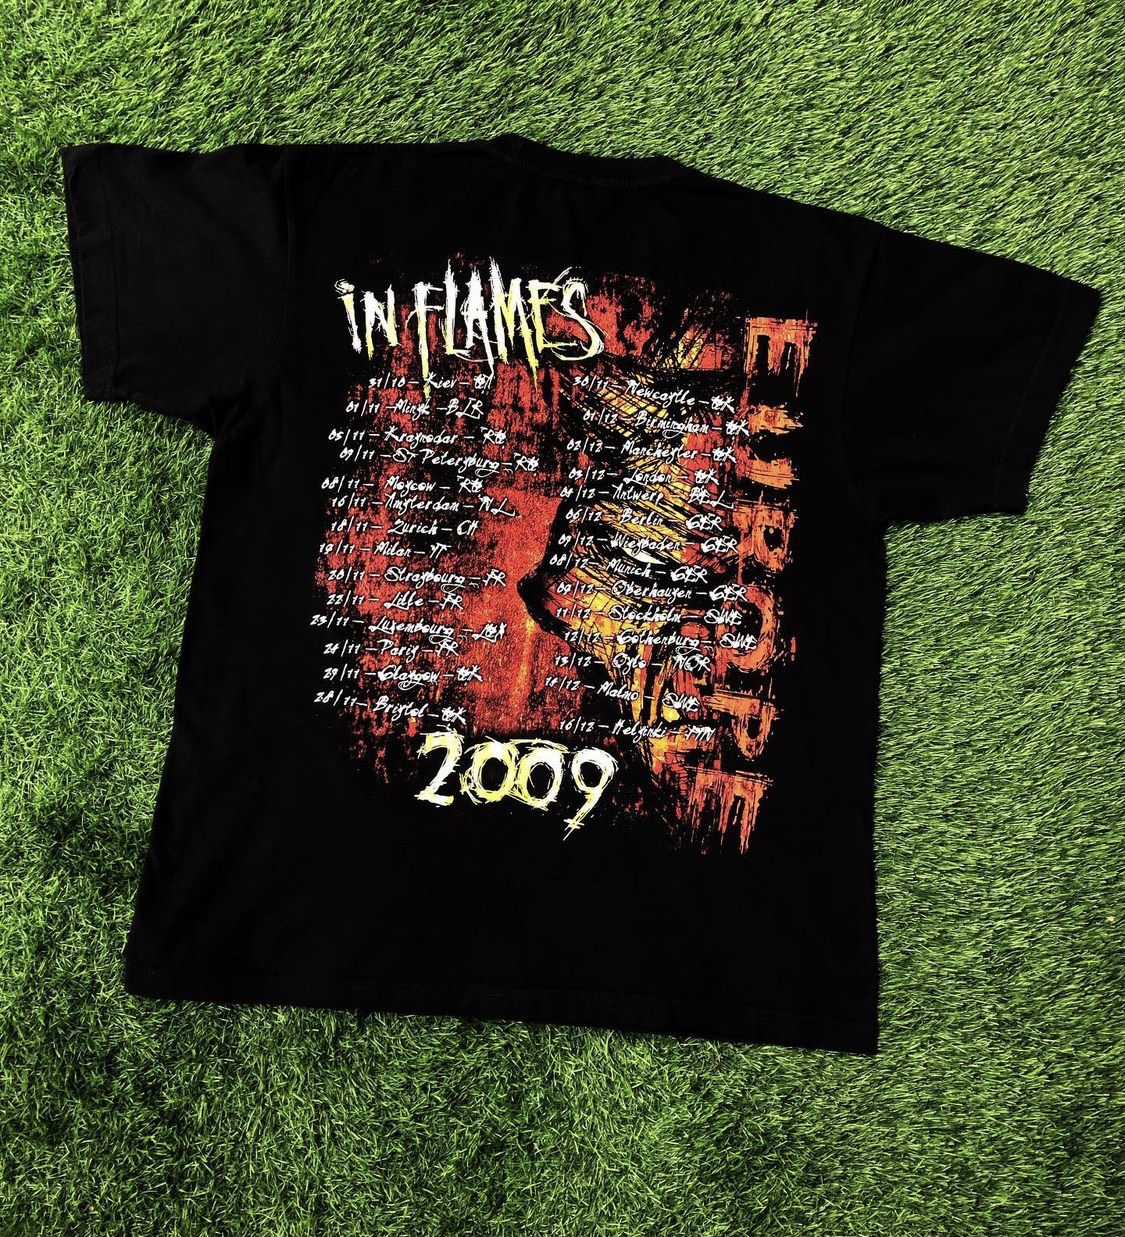 IN FLAMES
31/10 – Kiev –
01/11 – Minsk – BLR
05/11 – Krasnodar – RU
07/11 – St Petersburg – RU
08/11 – Moscow – RU
16/11 – Amsterdam – NL
18/11 – Zurich – CH
19/11 – Milan – IT
20/11 – Strasbourg – FR
22/11 – Lille – FR
23/11 – Luxembourg – LUX
24/11 – Paris – FR
29/11 – Glasgow – UK
28/11 – Bristol – UK
30/11 – Newcastle – UK
01/12 – Birmingham – UK
02/12 – Manchester – UK
03/12 – London – UK
04/12 – Antwerp BEL
06/12 – Berlin – GER
07/12 – Wiesbaden – GER
08/12 – Munich – GER
09/12 – Oberhausen – GER
11/12 – Stockholm – SWE
12/12 – Gothenburg – SWE
13/12 – Oslo – NOR
14/12 – Malmo – SWE
16/12 – Helsinki – FIN
2009
EUROPE